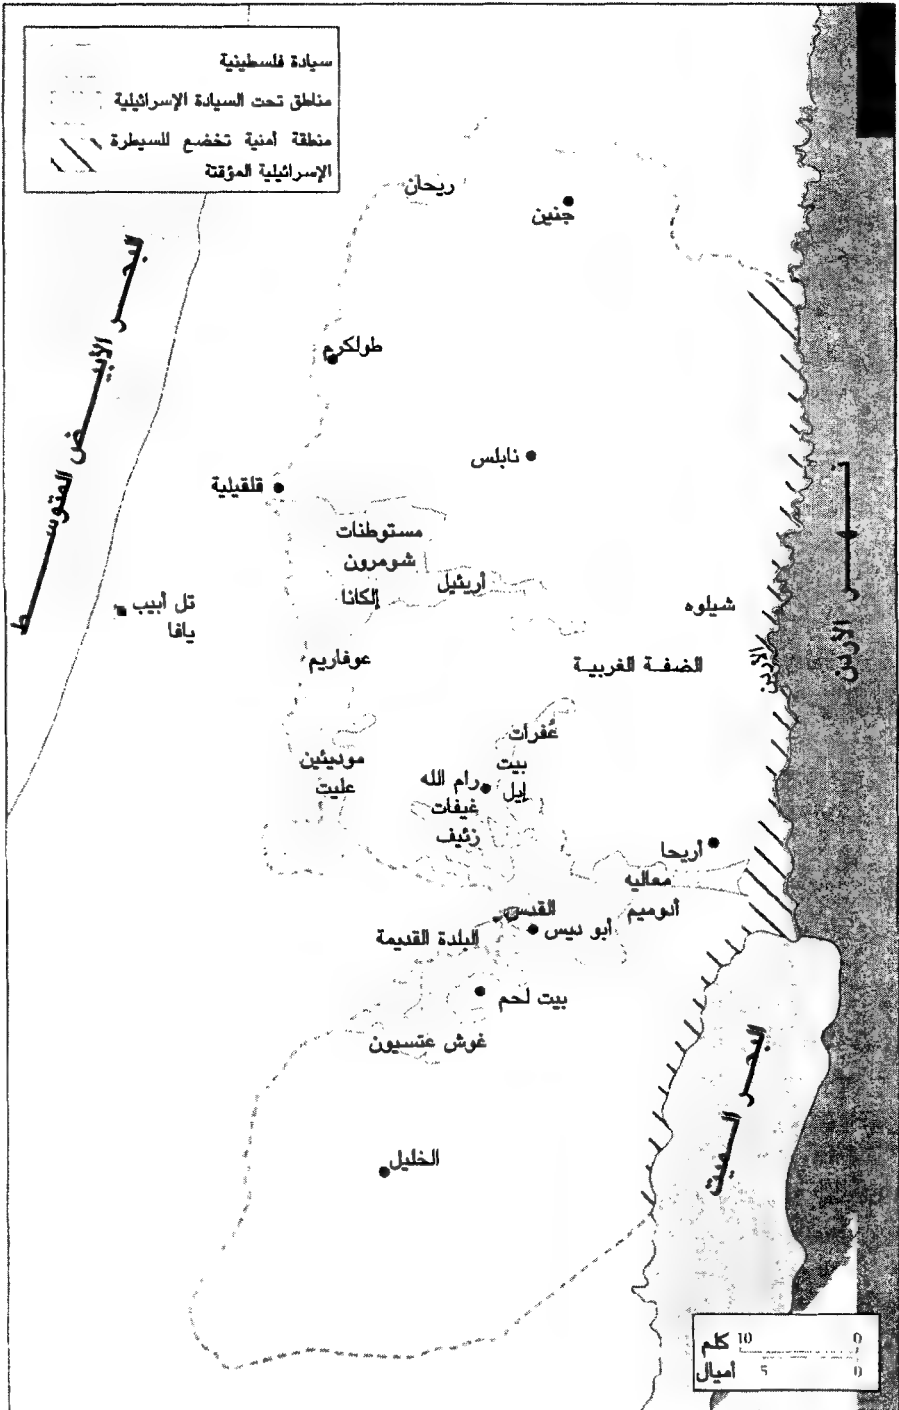 سيادة فلسطينية
مناطق تحت السيادة الإسرائيلية
منطقة أمنية تخضع للسيطرة
الإسرائيلية المؤقتة
ريحان
جنين
البحر الأبيض المتوسط
طولكرم
نابلس
قلقيلية
مستوطنات
شومرون
إلكانا
أريئيل
تل أبيب
يافا
شيلوه
عوفاريم
الضفة الغربية
الأردن
نهر الأردن
عُفرات
بيت
إيل
موديئين
عليت
رام الله
غيفات
زئيف
أريحا
معاليه
أدوميم
القدس
أبو ديس
البلدة القديمة
بيت لحم
غوش عتسيون
البحر الميت
الخليل
كلم 10 0
أميال 5 0